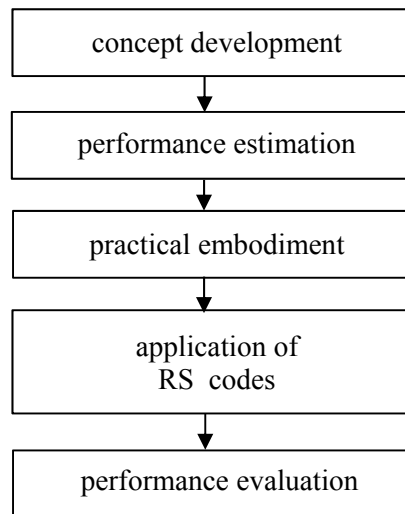 concept development
performance estimation
practical embodiment
application of
RS codes
performance evaluation